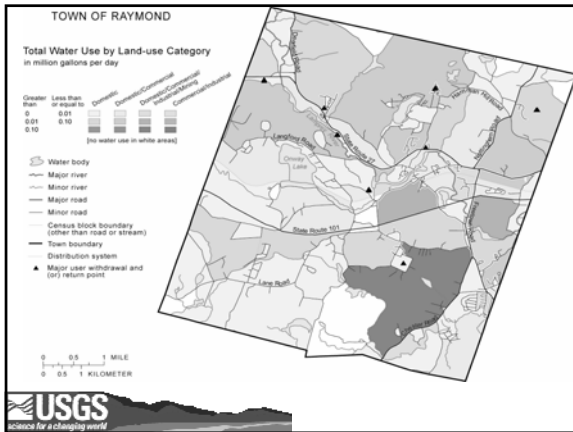 TOWN OF RAYMOND
Total Water Use by Land-use Category
in million gallons per day
Greater than
Less than or equal to
Domestic
Domestic/Commercial
Domestic/Commercial/
Industrial/Mining
Commercial/Industrial
0 0.01
0.01 0.10
0.10
[no water use in white areas]
Water body
Major river
Minor river
Major road
Minor road
Census block boundary
(other than road or stream)
Town boundary
Distribution system
Major user withdrawal and
(or) return point
State Route 27
Langford Road
Onway
Lake
State Route 101
Lane Road
0 0.5 1 MILE
0 0.5 1 KILOMETER
USGS
science for a changing world